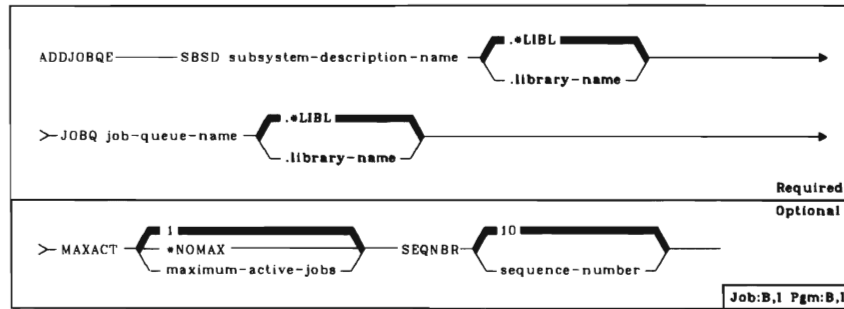 .*LIBL
ADDJOBQE SBSD subsystem-description-name
.library-name
.*LIBL
JOBQ job-queue-name
.library-name
Required
Optional
1
10
MAXACT *NOMAX SEQNBR
maximum-active-jobs sequence-number
Job:B,I Pgm:B,I